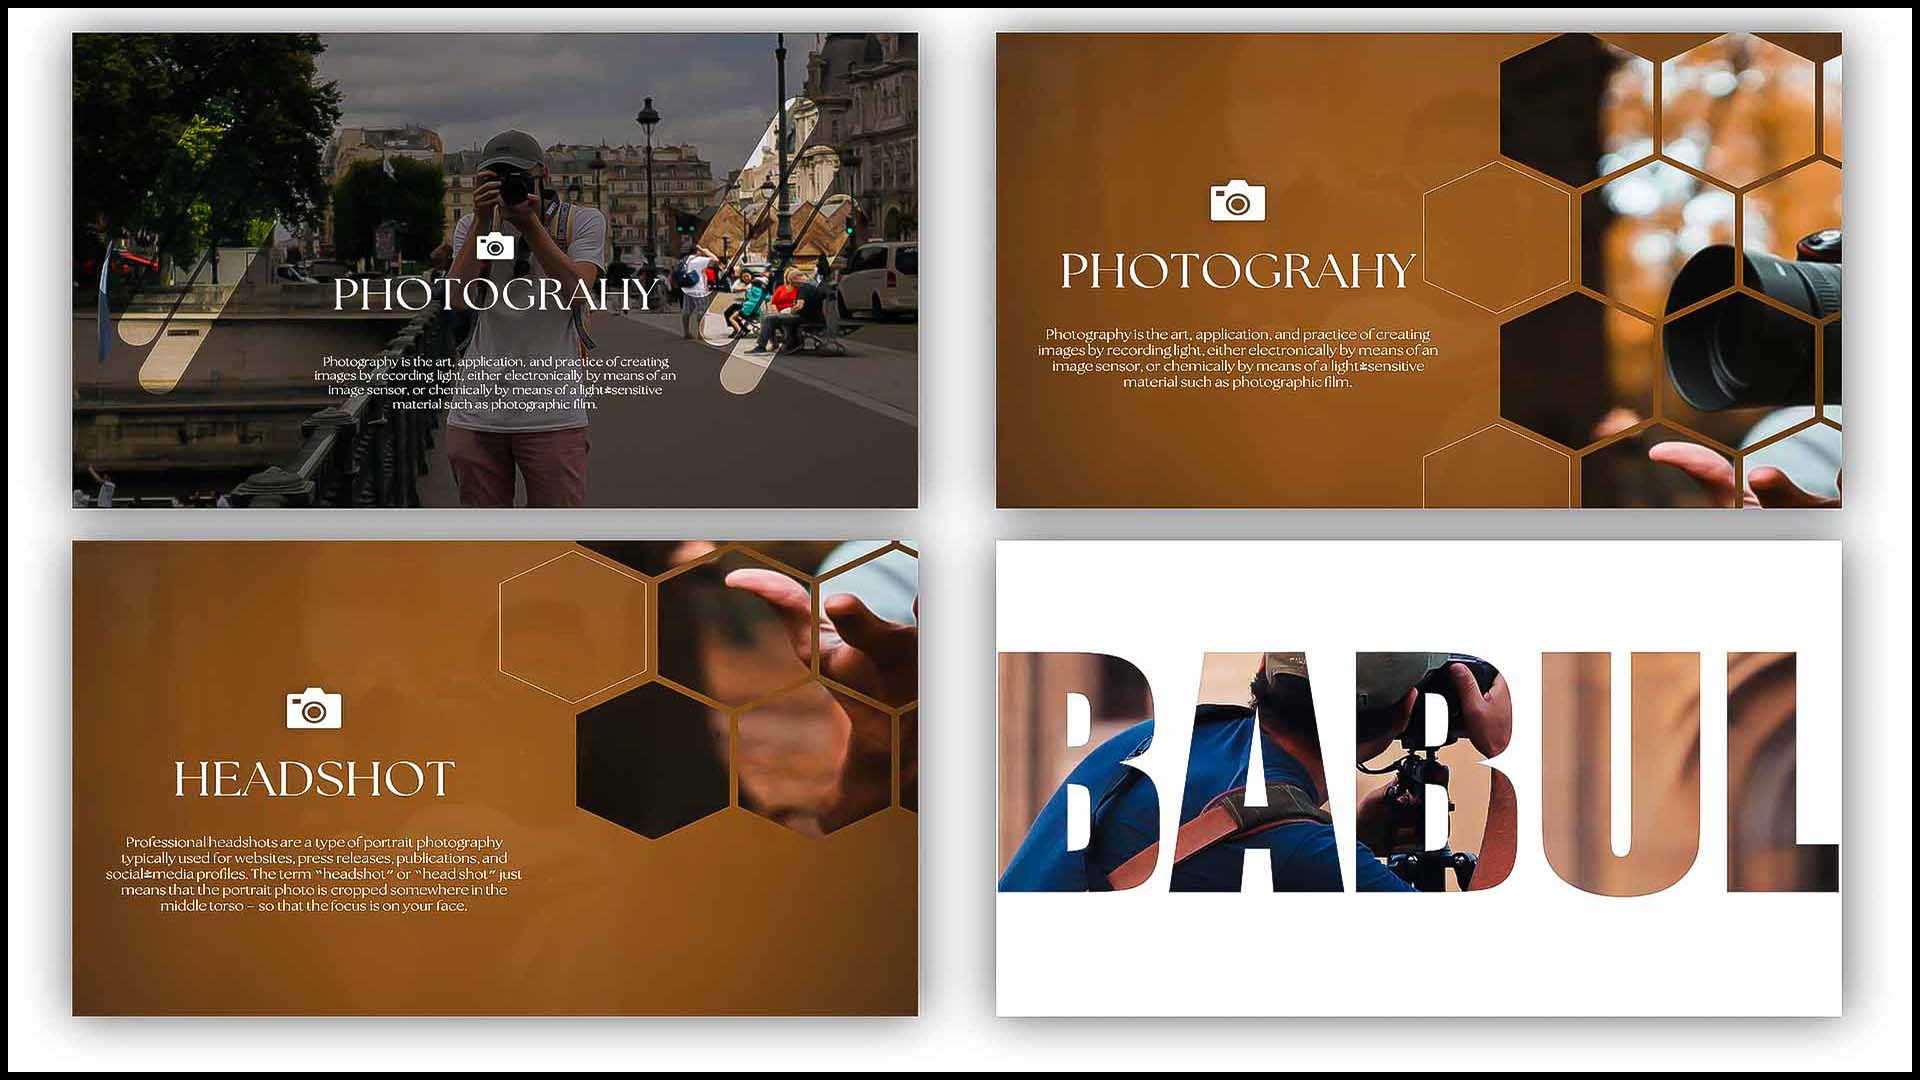 PHOTOGRAHY
Photography is the art, application, and practice of creating
images by recording light, either electronically by means of an
image sensor, or chemically by means of a light-sensitive
material such as photographic film.
PHOTOGRAHY
Photography is the art, application, and practice of creating
images by recording light, either electronically by means of an
image sensor, or chemically by means of a light-sensitive
material such as photographic film.
HEADSHOT
Professional headshots are a type of portrait photography
typically used for websites, press releases, publications, and
social-media profiles. The term “headshot” or “head shot” just
means that the portrait photo is cropped somewhere in the
middle torso – so that the focus is on your face.
BABUL